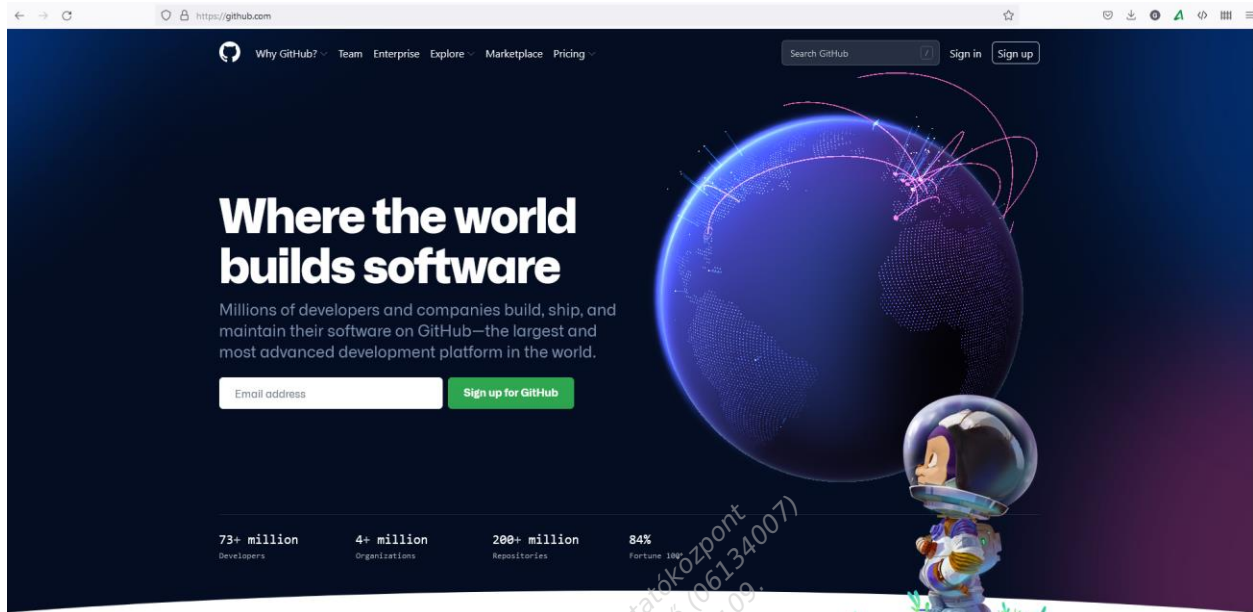 https://github.com
Why GitHub? Team Enterprise Explore Marketplace Pricing
Search GitHub / Sign in Sign up
Where the world
builds software
Millions of developers and companies build, ship, and
maintain their software on GitHub—the largest and
most advanced development platform in the world.
Email address Sign up for GitHub
73+ million 4+ million 200+ million 84%
Developers Organizations Repositories Fortune 100
(06134007)
09.